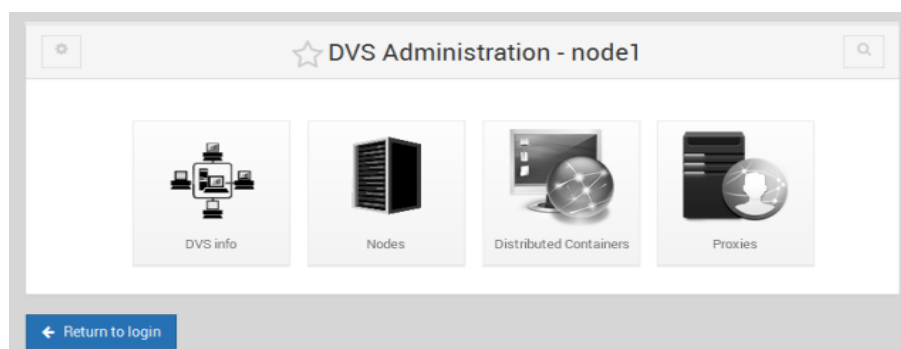 DVS Administration - node1
DVS info
Nodes
Distributed Containers
Proxies
Return to login